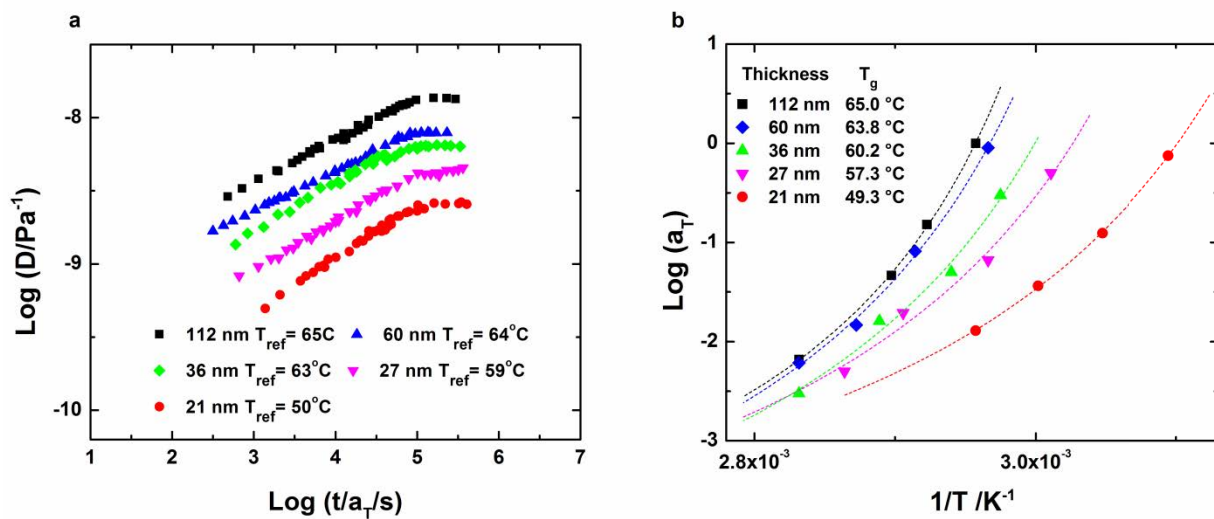 a
Log (D/Pa⁻¹)
-8
-9
-10
112 nm T_ref= 65C
60 nm T_ref= 64°C
36 nm T_ref= 63°C
27 nm T_ref= 59°C
21 nm T_ref= 50°C
1 2 3 4 5 6 7
Log (t/a_T/s)
b
Log (a_T)
1
0
-1
-2
-3
Thickness T_g
112 nm 65.0 °C
60 nm 63.8 °C
36 nm 60.2 °C
27 nm 57.3 °C
21 nm 49.3 °C
2.8x10⁻³ 3.0x10⁻³
1/T /K⁻¹